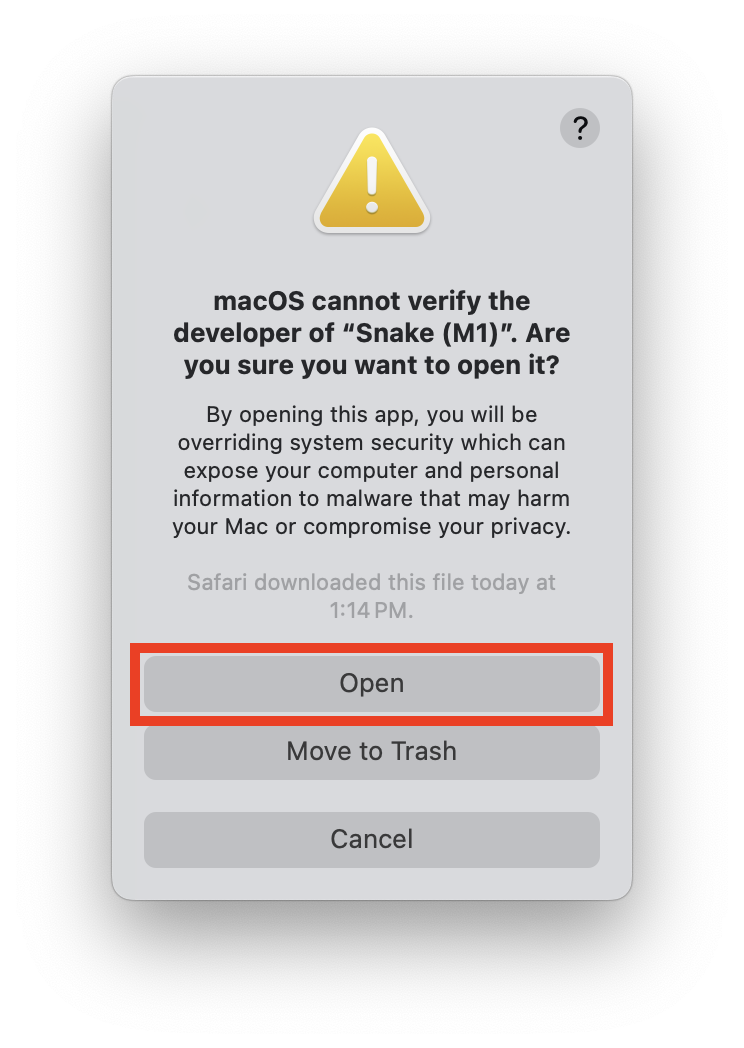 ?
macOS cannot verify the
developer of “Snake (M1)”. Are
you sure you want to open it?
By opening this app, you will be
overriding system security which can
expose your computer and personal
information to malware that may harm
your Mac or compromise your privacy.
Safari downloaded this file today at
1:14 PM.
Open
Move to Trash
Cancel